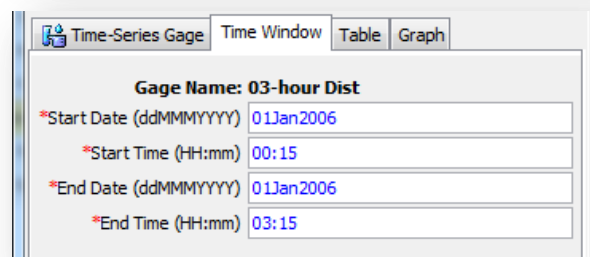 Time-Series Gage Time Window Table Graph
Gage Name: 03-hour Dist
*Start Date (ddMMMYYYY) 01Jan2006
*Start Time (HH:mm) 00:15
*End Date (ddMMMYYYY) 01Jan2006
*End Time (HH:mm) 03:15